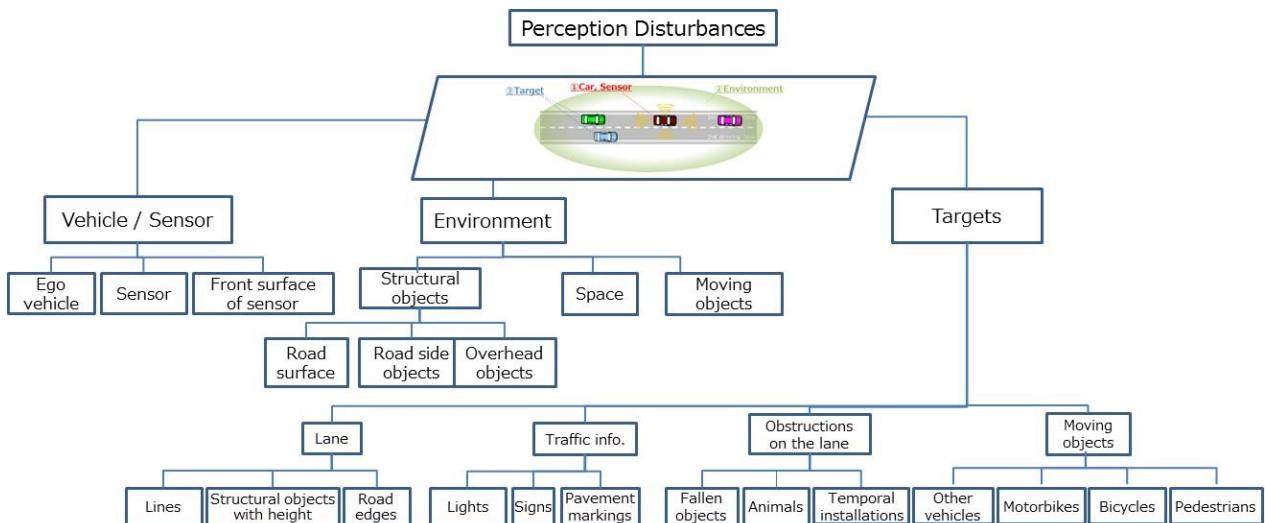 Perception Disturbances
①Car, Sensor
③Target
②Environment
Vehicle / Sensor
Environment
Targets
Ego
vehicle
Sensor
Front surface
of sensor
Structural
objects
Space
Moving
objects
Road
surface
Road side
objects
Overhead
objects
Lane
Traffic info.
Obstructions
on the lane
Moving
objects
Lines
Structural objects
with height
Road
edges
Lights
Signs
Pavement
markings
Fallen
objects
Animals
Temporal
installations
Other
vehicles
Motorbikes
Bicycles
Pedestrians